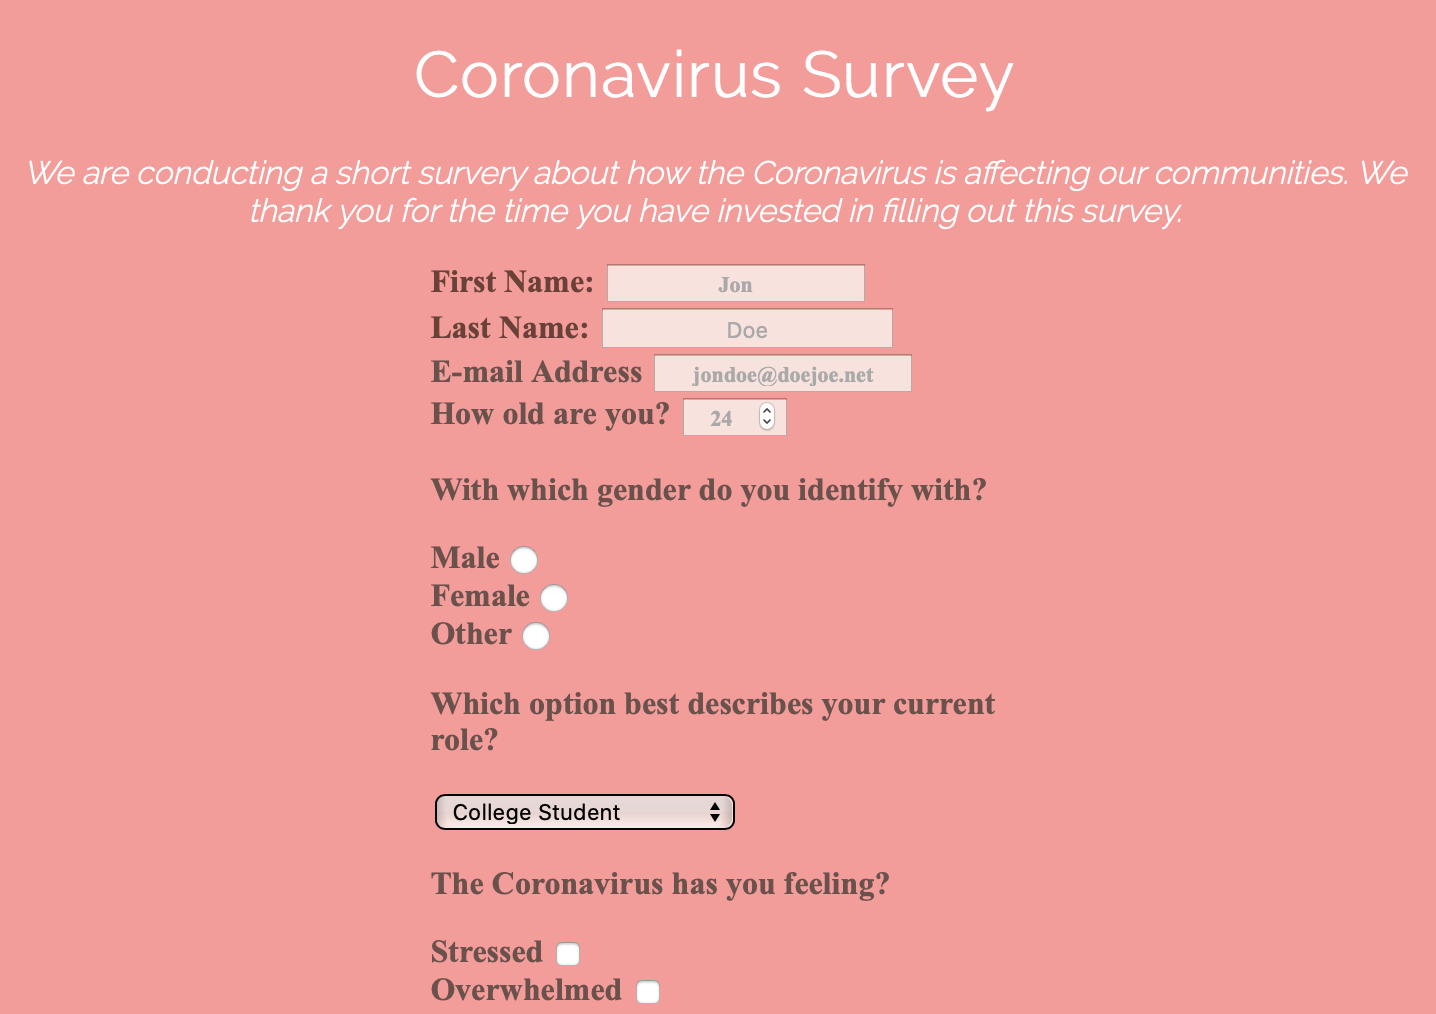 Coronavirus Survey
We are conducting a short survery about how the Coronavirus is affecting our communities. We
thank you for the time you have invested in filling out this survey.
First Name: Jon
Last Name: Doe
E-mail Address jondoe@doejoe.net
How old are you? 24
With which gender do you identify with?
Male
Female
Other
Which option best describes your current
role?
College Student
The Coronavirus has you feeling?
Stressed
Overwhelmed